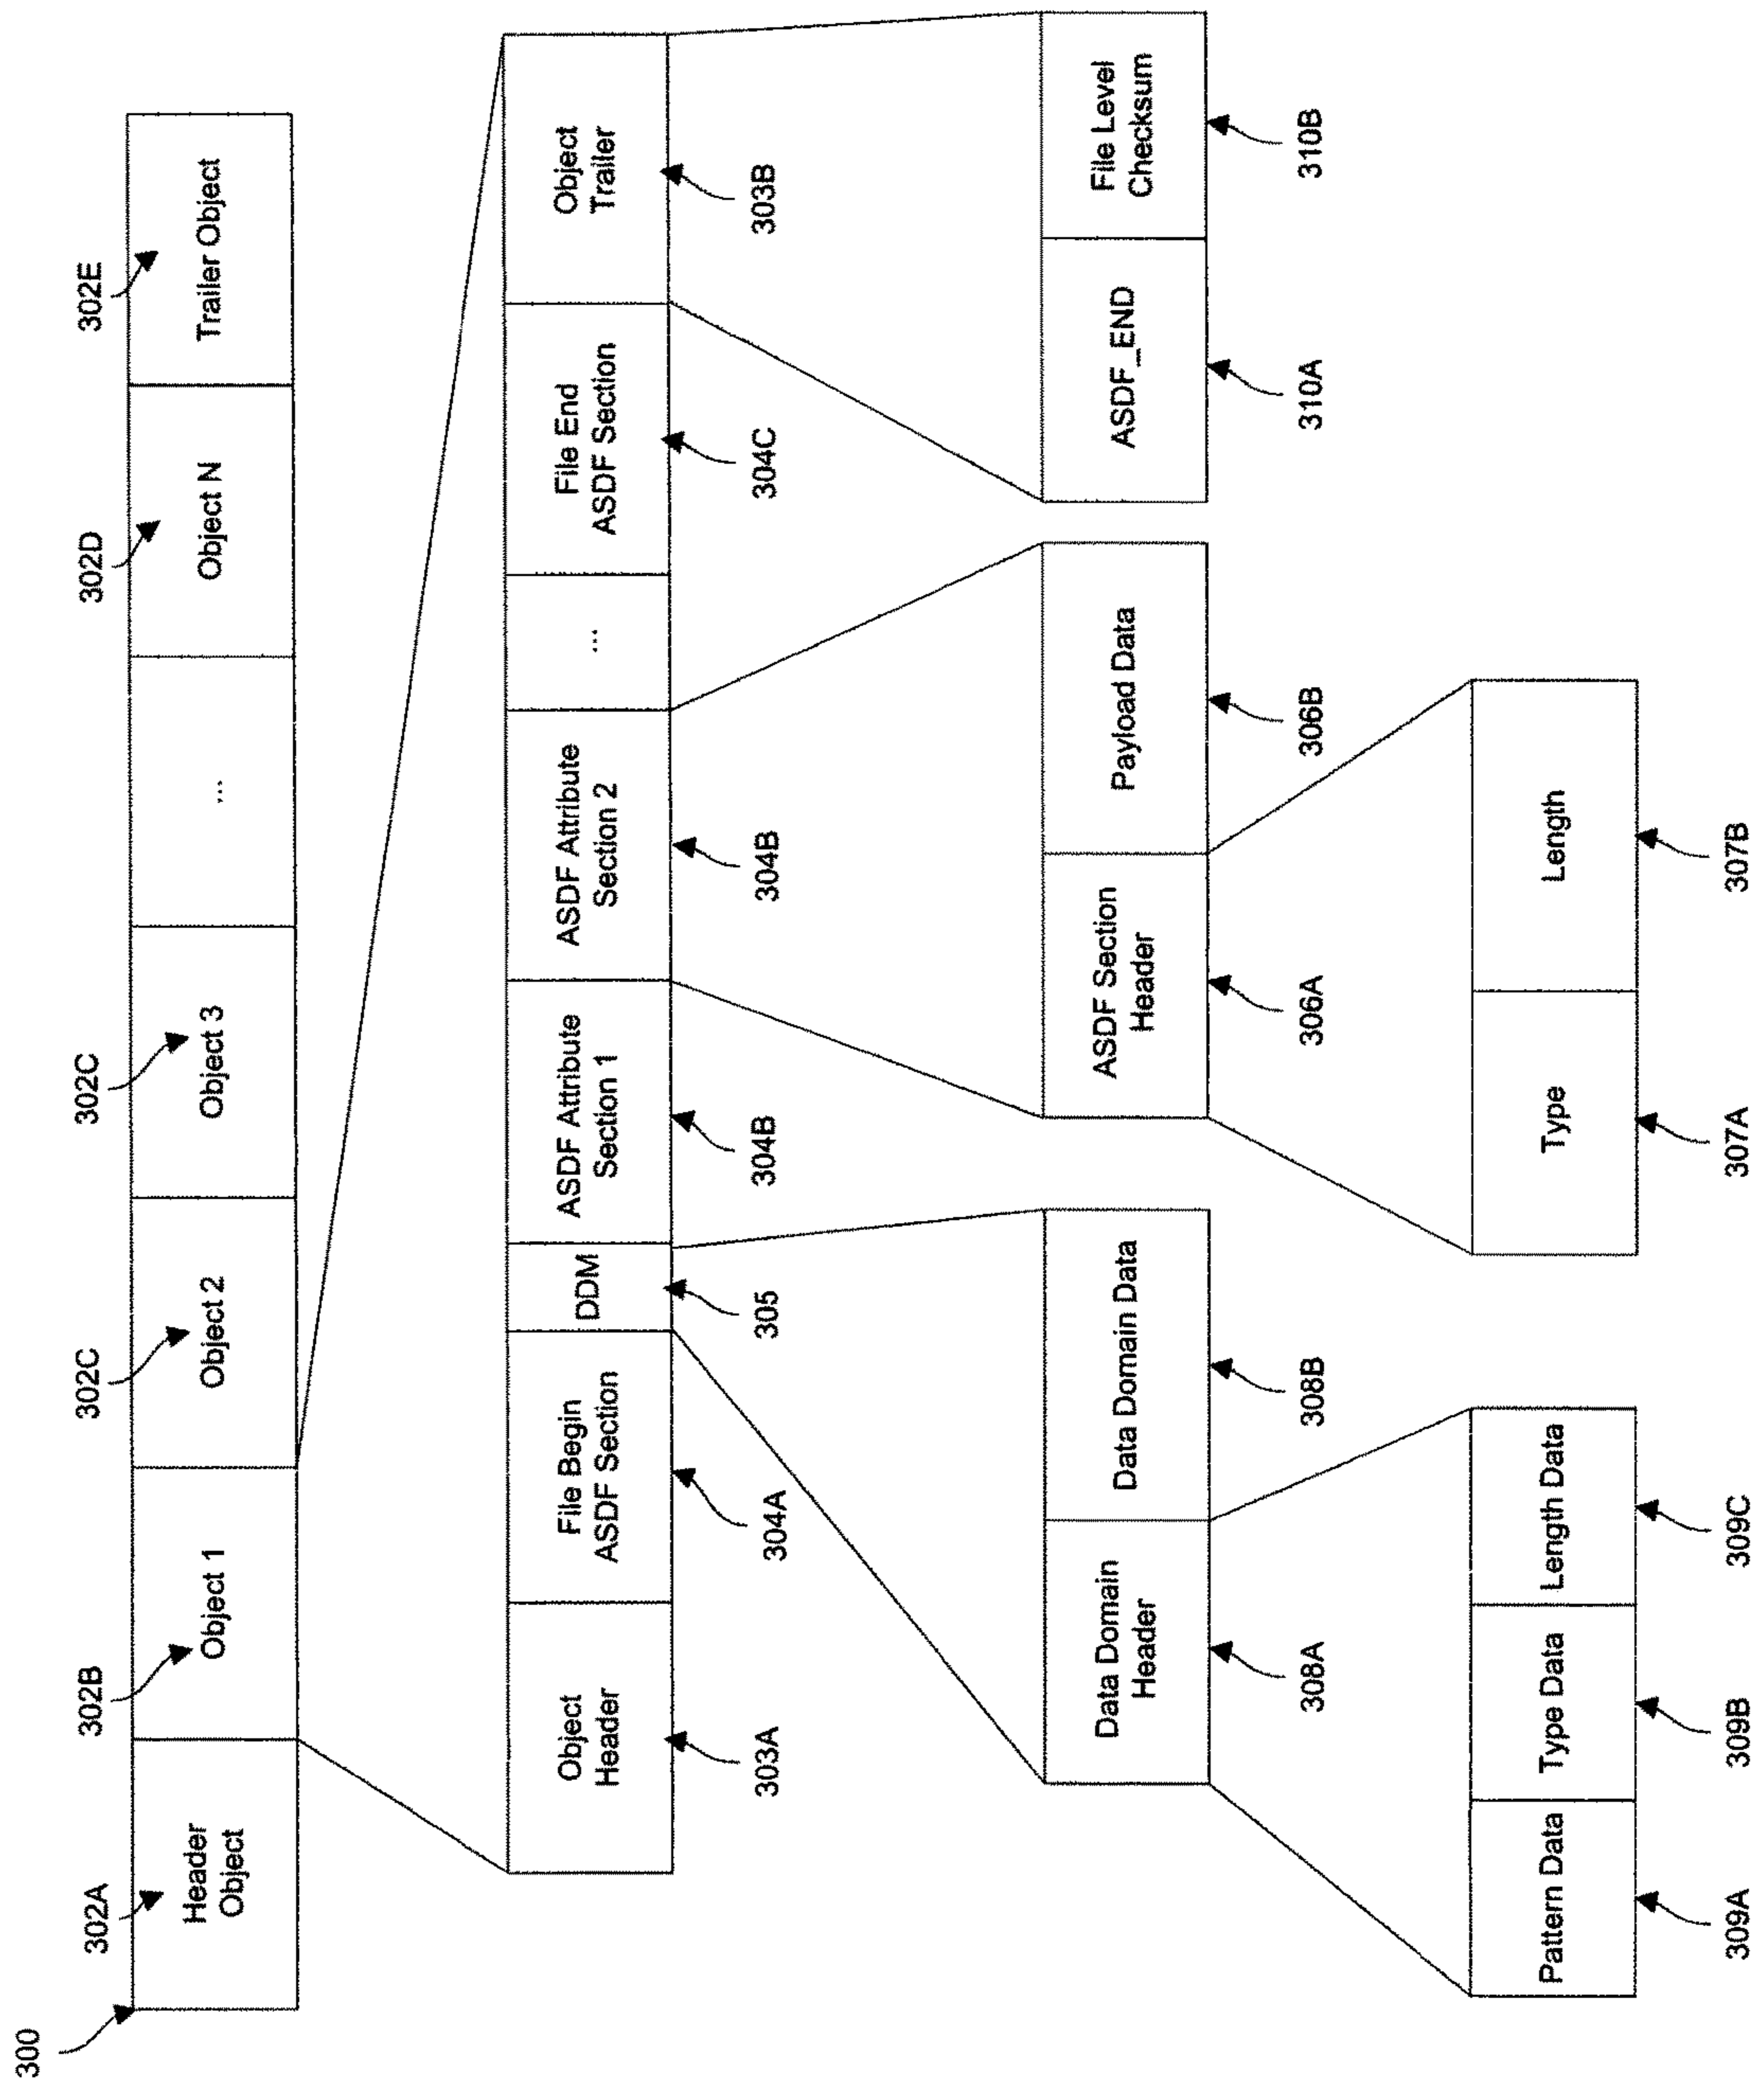 300
302A
302B
302C
302C
302D
302E
Header
Object
Object 1
Object 2
Object 3
...
Object N
Trailer Object
Object
Header
File Begin
ASDF Section
DDM
ASDF Attribute
Section 1
ASDF Attribute
Section 2
...
File End
ASDF Section
Object
Trailer
303A
304A
305
304B
304B
304C
303B
Data Domain
Header
Data Domain Data
ASDF Section
Header
Payload Data
ASDF_END
File Level
Checksum
308A
308B
306A
306B
310A
310B
Pattern Data
Type Data
Length Data
Type
Length
309A
309B
309C
307A
307B